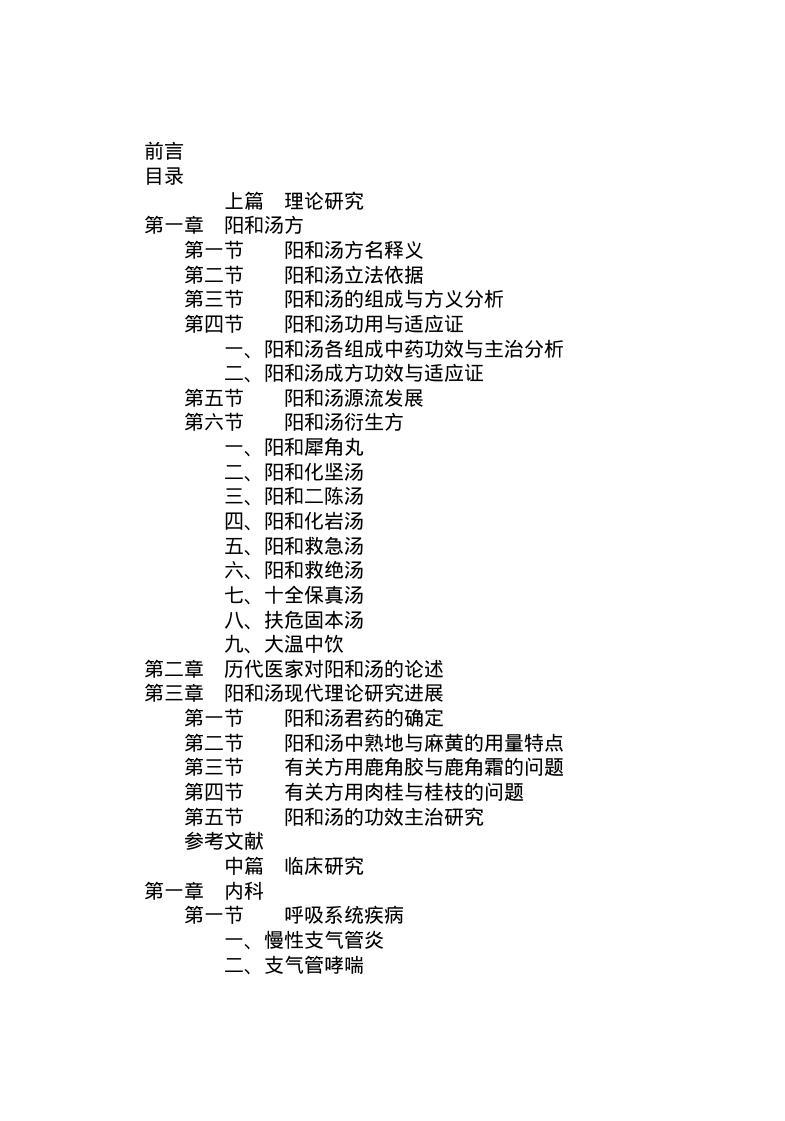 前言
目录
上篇　理论研究
第一章　阳和汤方
第一节　　阳和汤方名释义
第二节　　阳和汤立法依据
第三节　　阳和汤的组成与方义分析
第四节　　阳和汤功用与适应证
一、阳和汤各组成中药功效与主治分析
二、阳和汤成方功效与适应证
第五节　　阳和汤源流发展
第六节　　阳和汤衍生方
一、阳和犀角丸
二、阳和化坚汤
三、阳和二陈汤
四、阳和化岩汤
五、阳和救急汤
六、阳和救绝汤
七、十全保真汤
八、扶危固本汤
九、大温中饮
第二章　历代医家对阳和汤的论述
第三章　阳和汤现代理论研究进展
第一节　　阳和汤君药的确定
第二节　　阳和汤中熟地与麻黄的用量特点
第三节　　有关方用鹿角胶与鹿角霜的问题
第四节　　有关方用肉桂与桂枝的问题
第五节　　阳和汤的功效主治研究
参考文献
中篇　临床研究
第一章　内科
第一节　　呼吸系统疾病
一、慢性支气管炎
二、支气管哮喘